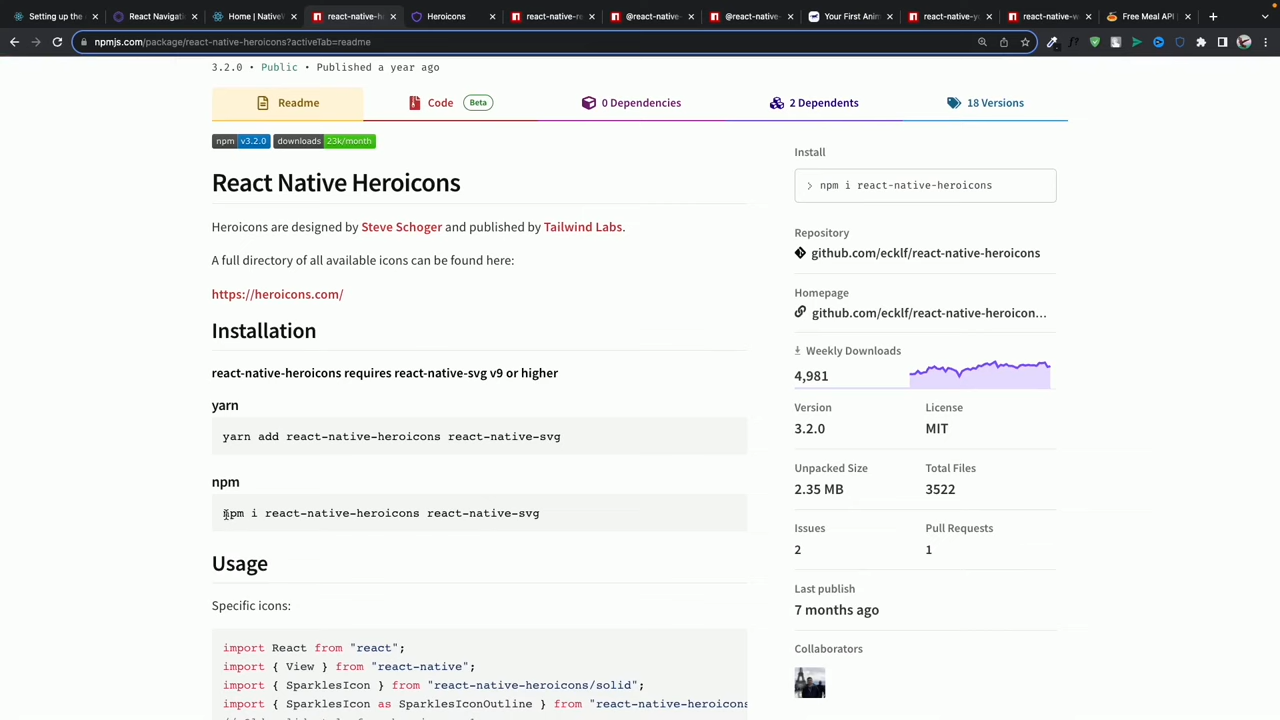 Setting up the
React Navigati
Home | NativeW
react-native-h
Heroicons
react-native-re
@react-native-
@react-native-
Your First Anim
react-native-ya
react-native-w
Free Meal API
npmjs.com/package/react-native-heroicons?activeTab=readme
3.2.0 • Public • Published a year ago
Readme
Code Beta
0 Dependencies
2 Dependents
18 Versions
npm v3.2.0 downloads 23k/month
React Native Heroicons
Heroicons are designed by Steve Schoger and published by Tailwind Labs.
A full directory of all available icons can be found here:
https://heroicons.com/
Installation
react-native-heroicons requires react-native-svg v9 or higher
yarn
yarn add react-native-heroicons react-native-svg
npm
npm i react-native-heroicons react-native-svg
Usage
Specific icons:
import React from "react";
import { View } from "react-native";
import { SparklesIcon } from "react-native-heroicons/solid";
import { SparklesIcon as SparklesIconOutline } from "react-native-heroicons
Install
> npm i react-native-heroicons
Repository
github.com/ecklf/react-native-heroicons
Homepage
github.com/ecklf/react-native-heroicon...
Weekly Downloads
4,981
Version
License
3.2.0
MIT
Unpacked Size
Total Files
2.35 MB
3522
Issues
Pull Requests
2
1
Last publish
7 months ago
Collaborators